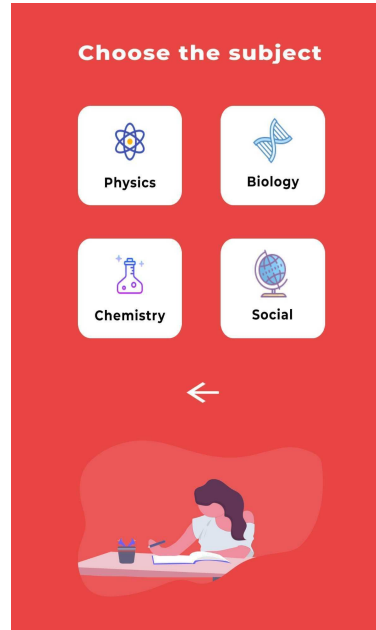 Choose the subject
Physics
Biology
Chemistry
Social